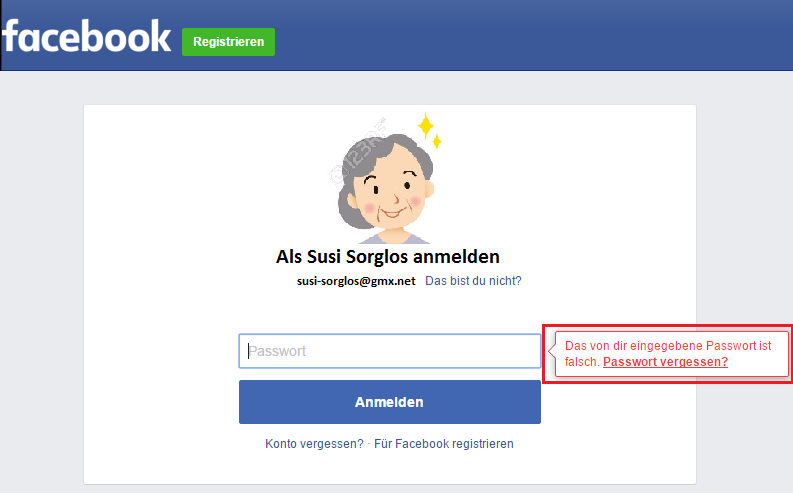 facebook
Registrieren
©123RF
Als Susi Sorglos anmelden
susi-sorglos@gmx.net Das bist du nicht?
Passwort
Das von dir eingegebene Passwort ist
falsch. Passwort vergessen?
Anmelden
Konto vergessen? · Für Facebook registrieren